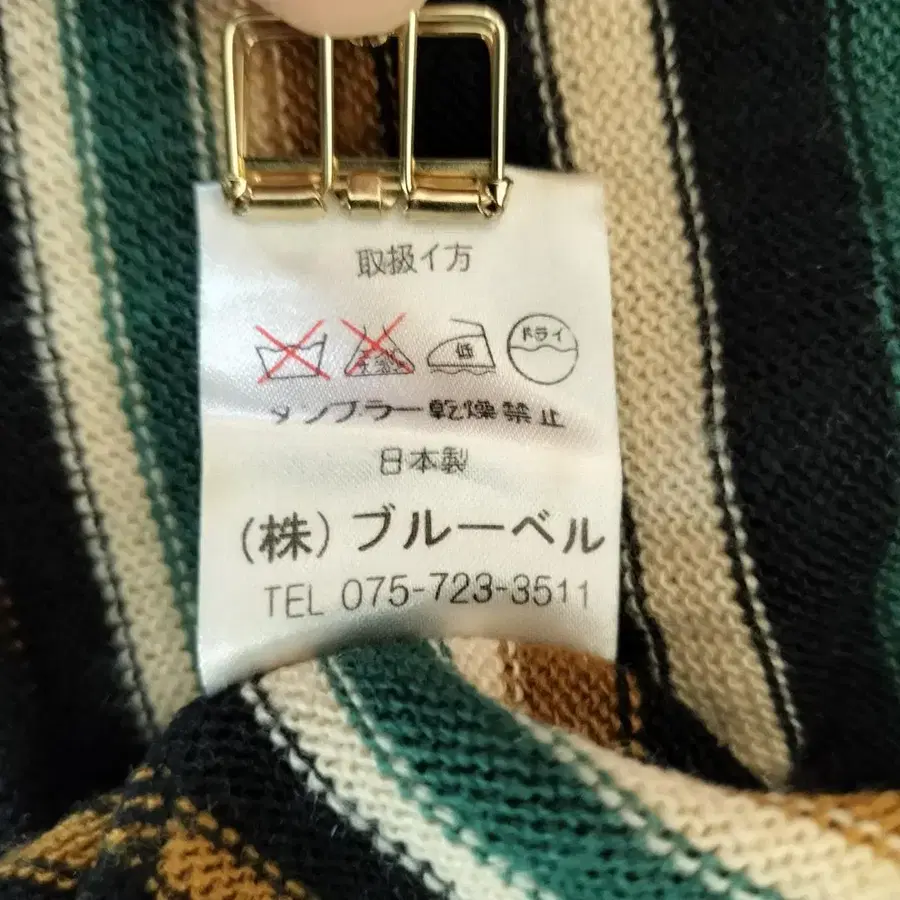 取扱イ方
低 ドライ
タンブラー乾燥禁止
日本製
(株)ブルーベル
TEL 075-723-3511